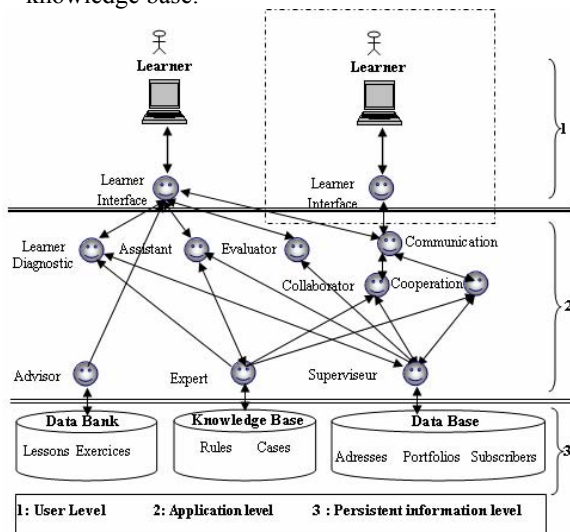 knowledge base.
Learner Learner
1
Learner Learner
Interface Interface
Learner Assistant Evaluator Communication
Diagnostic
Collaborator Cooperation
2
Advisor Expert Superviseur
Data Bank Knowledge Base Data Base
Lessons Exercices Rules Cases Adresses Portfolios Subscribers
3
1: User Level 2: Application level 3 : Persistent information level